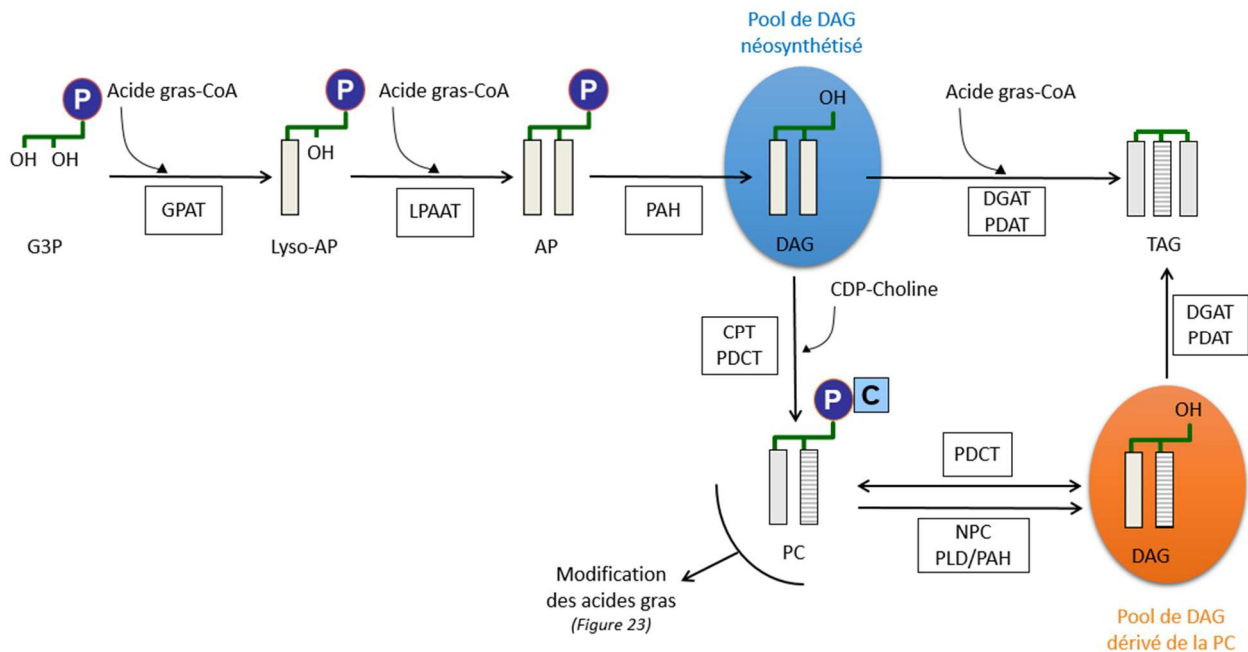 Pool de DAG
néosynthétisé
P
Acide gras-CoA
OH OH
G3P
GPAT
P
OH
Lyso-AP
Acide gras-CoA
LPAAT
P
AP
PAH
OH
DAG
Acide gras-CoA
DGAT
PDAT
TAG
CPT
PDCT
CDP-Choline
DGAT
PDAT
P C
PC
PDCT
NPC
PLD/PAH
OH
DAG
Modification
des acides gras
(Figure 23)
Pool de DAG
dérivé de la PC